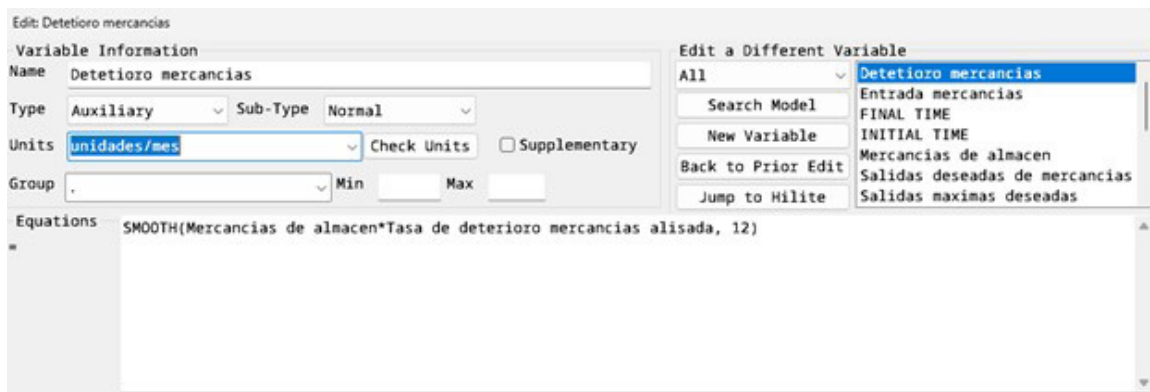 Edit: Detetioro mercancias
Variable Information
Name Detetioro mercancias
Type Auxiliary Sub-Type Normal
Units unidades/mes Check Units Supplementary
Group . Min Max
Edit a Different Variable
All
Search Model
New Variable
Back to Prior Edit
Jump to Hilite
Detetioro mercancias
Entrada mercancias
FINAL TIME
INITIAL TIME
Mercancias de almacen
Salidas deseadas de mercancias
Salidas maximas deseadas
Equations
=
SMOOTH(Mercancias de almacen*Tasa de deterioro mercancias alisada, 12)